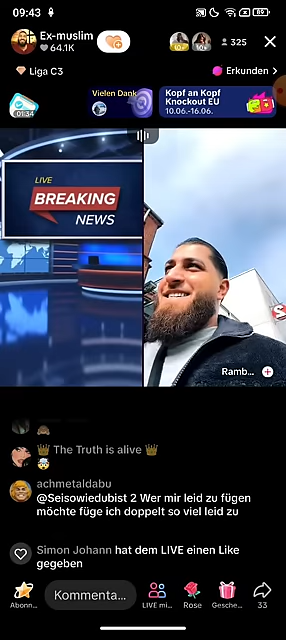 09:43
89
Ex-muslim
64.1K
325
Liga C3
Erkunden
01:34
Vielen Dank
Kopf an Kopf
Knockout EU
10.06.-16.06.
LIVE
BREAKING
NEWS
Ramb...
The Truth is alive
achmetaldabu
@Seisowiedubist 2 Wer mir leid zu fügen
möchte füge ich doppelt so viel leid zu
Simon Johann hat dem LIVE einen Like
gegeben
Kommenta...
Abonn...
LIVE mi...
Rose
Gesche...
33